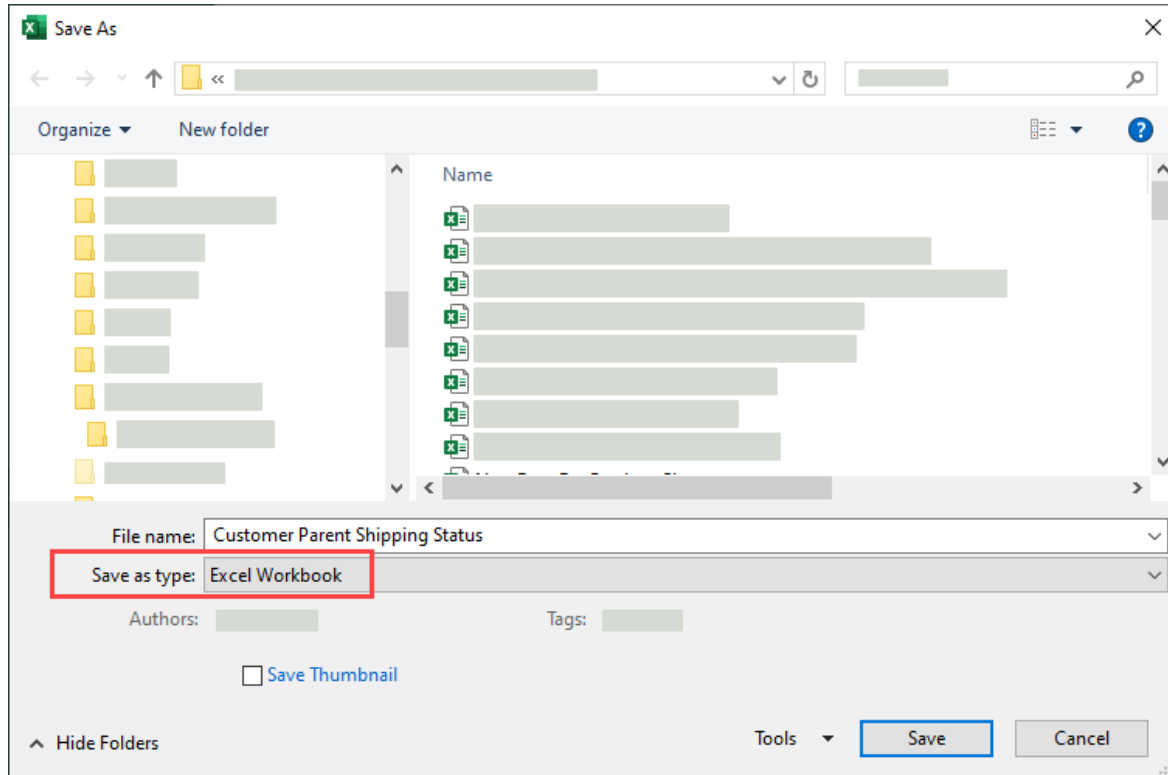 Save As
«
Organize
New folder
Name
File name: Customer Parent Shipping Status
Save as type: Excel Workbook
Authors:
Tags:
Save Thumbnail
Hide Folders
Tools
Save
Cancel